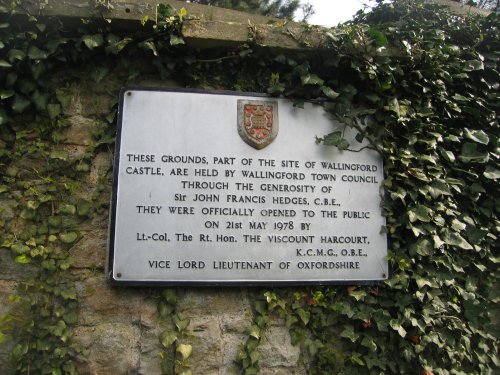 THESE GROUNDS, PART OF THE SITE OF WALLINGFORD
CASTLE, ARE HELD BY WALLINGFORD TOWN COUNCIL
THROUGH THE GENEROSITY OF
Sir JOHN FRANCIS HEDGES, C.B.E.,
THEY WERE OFFICIALLY OPENED TO THE PUBLIC
ON 21st MAY 1978 BY
Lt.-Col, The Rt. Hon. THE VISCOUNT HARCOURT,
K.C.M.G., O.B.E.,
VICE LORD LIEUTENANT OF OXFORDSHIRE